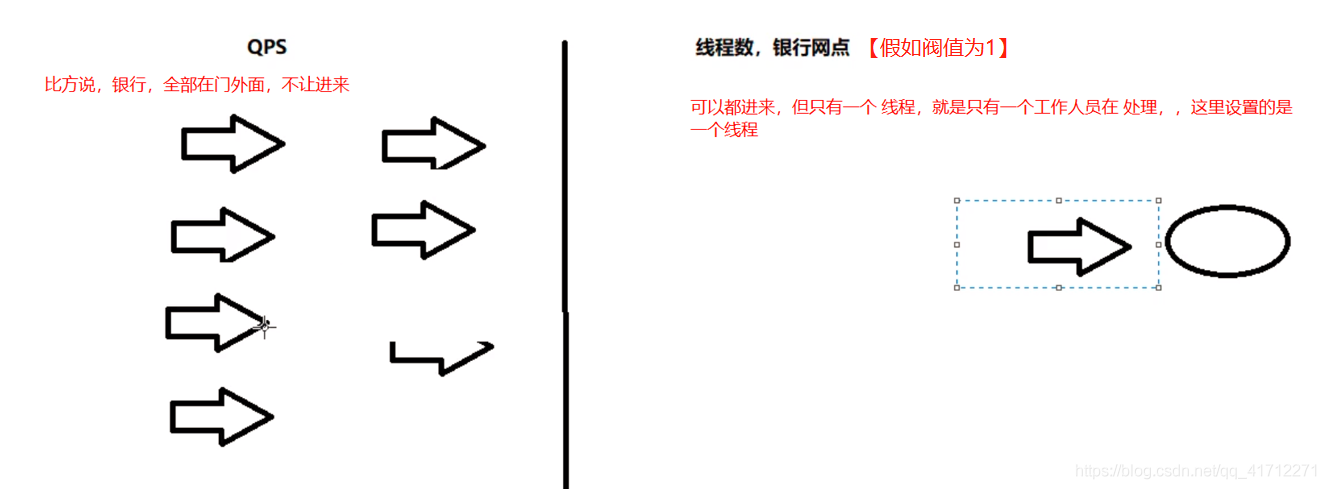 QPS
比方说，银行，全部在门外面，不让进来
线程数，银行网点 【假如阀值为1】
可以都进来，但只有一个 线程，就是只有一个工作人员在 处理，，这里设置的是
一个线程
https://blog.csdn.net/qq_41712271